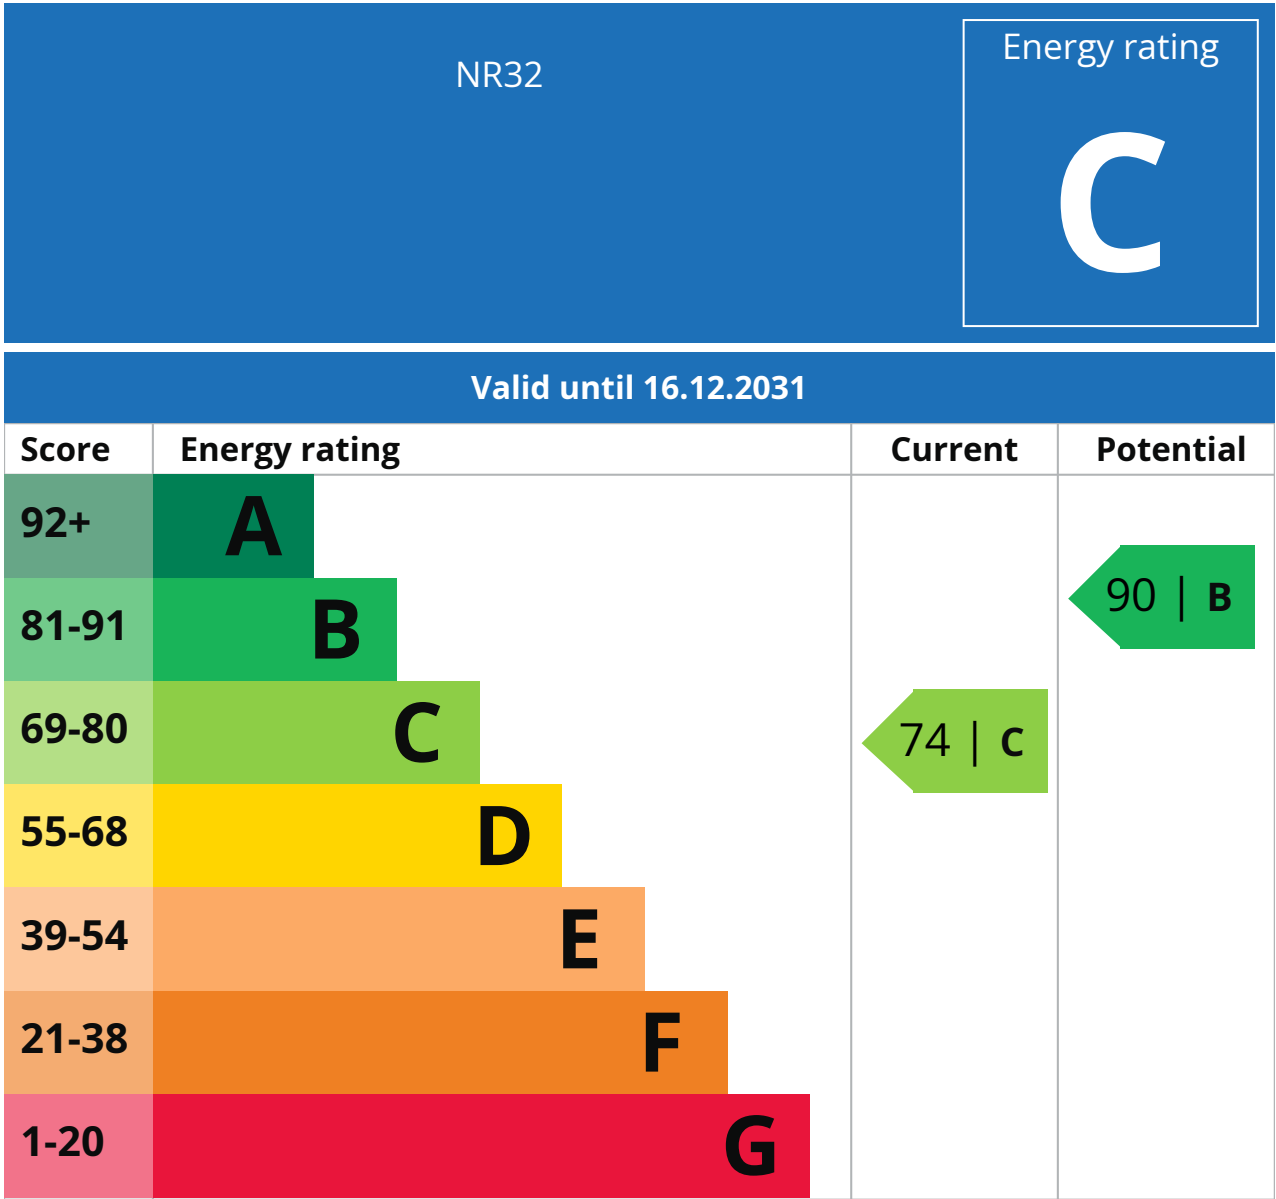 NR32
Energy rating
C
Valid until 16.12.2031
Score Energy rating Current Potential
92+ A
81-91 B
90 | B
69-80 C
74 | C
55-68 D
39-54 E
21-38 F
1-20 G